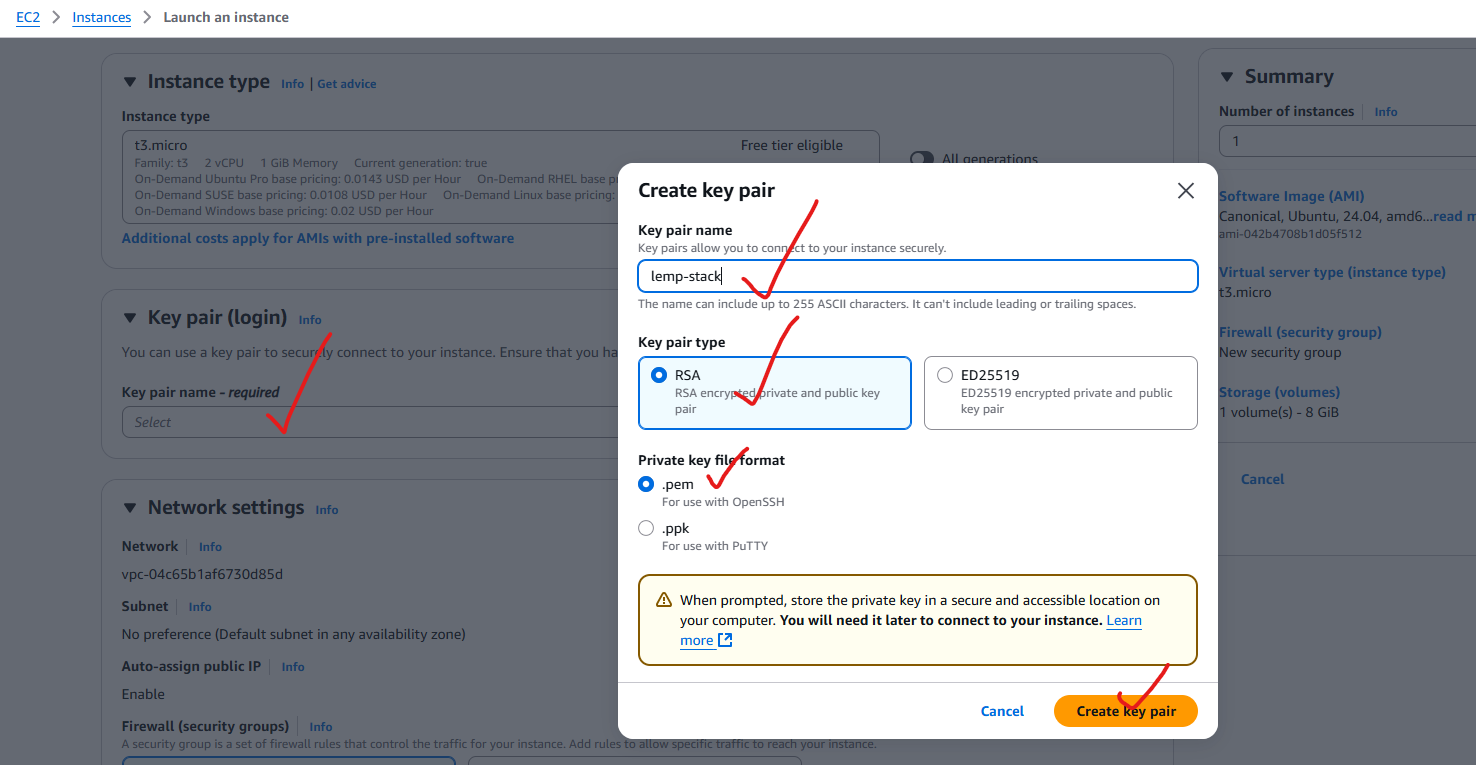 EC2 > Instances > Launch an instance
Instance type Info | Get advice
Instance type
t3.micro Free tier eligible
Family: t3 2 vCPU 1 GiB Memory Current generation: true
On-Demand Ubuntu Pro base pricing: 0.0143 USD per Hour On-Demand RHEL base
On-Demand SUSE base pricing: 0.0108 USD per Hour On-Demand Linux base pricing:
On-Demand Windows base pricing: 0.02 USD per Hour
All generations
Additional costs apply for AMIs with pre-installed software
Key pair (login) Info
You can use a key pair to securely connect to your instance. Ensure that you
Key pair name - required
Select
Network settings Info
Network Info
vpc-04c65b1af6730d85d
Subnet Info
No preference (Default subnet in any availability zone)
Auto-assign public IP Info
Enable
Firewall (security groups) Info
A security group is a set of firewall rules that control the traffic for your instance. Add rules to allow specific traffic to reach your instance.
Create key pair
Key pair name
Key pairs allow you to connect to your instance securely.
lemp-stack
The name can include up to 255 ASCII characters. It can't include leading or trailing spaces.
Key pair type
RSA
RSA encrypted private and public key
pair
ED25519
ED25519 encrypted private and public
key pair
Private key file format
.pem
For use with OpenSSH
.ppk
For use with PuTTY
When prompted, store the private key in a secure and accessible location on
your computer. You will need it later to connect to your instance. Learn
more
Cancel Create key pair
Summary
Number of instances Info
1
Software Image (AMI)
Canonical, Ubuntu, 24.04, amd6...read
ami-042b4708b1d05f512
Virtual server type (instance type)
t3.micro
Firewall (security group)
New security group
Storage (volumes)
1 volume(s) - 8 GiB
Cancel